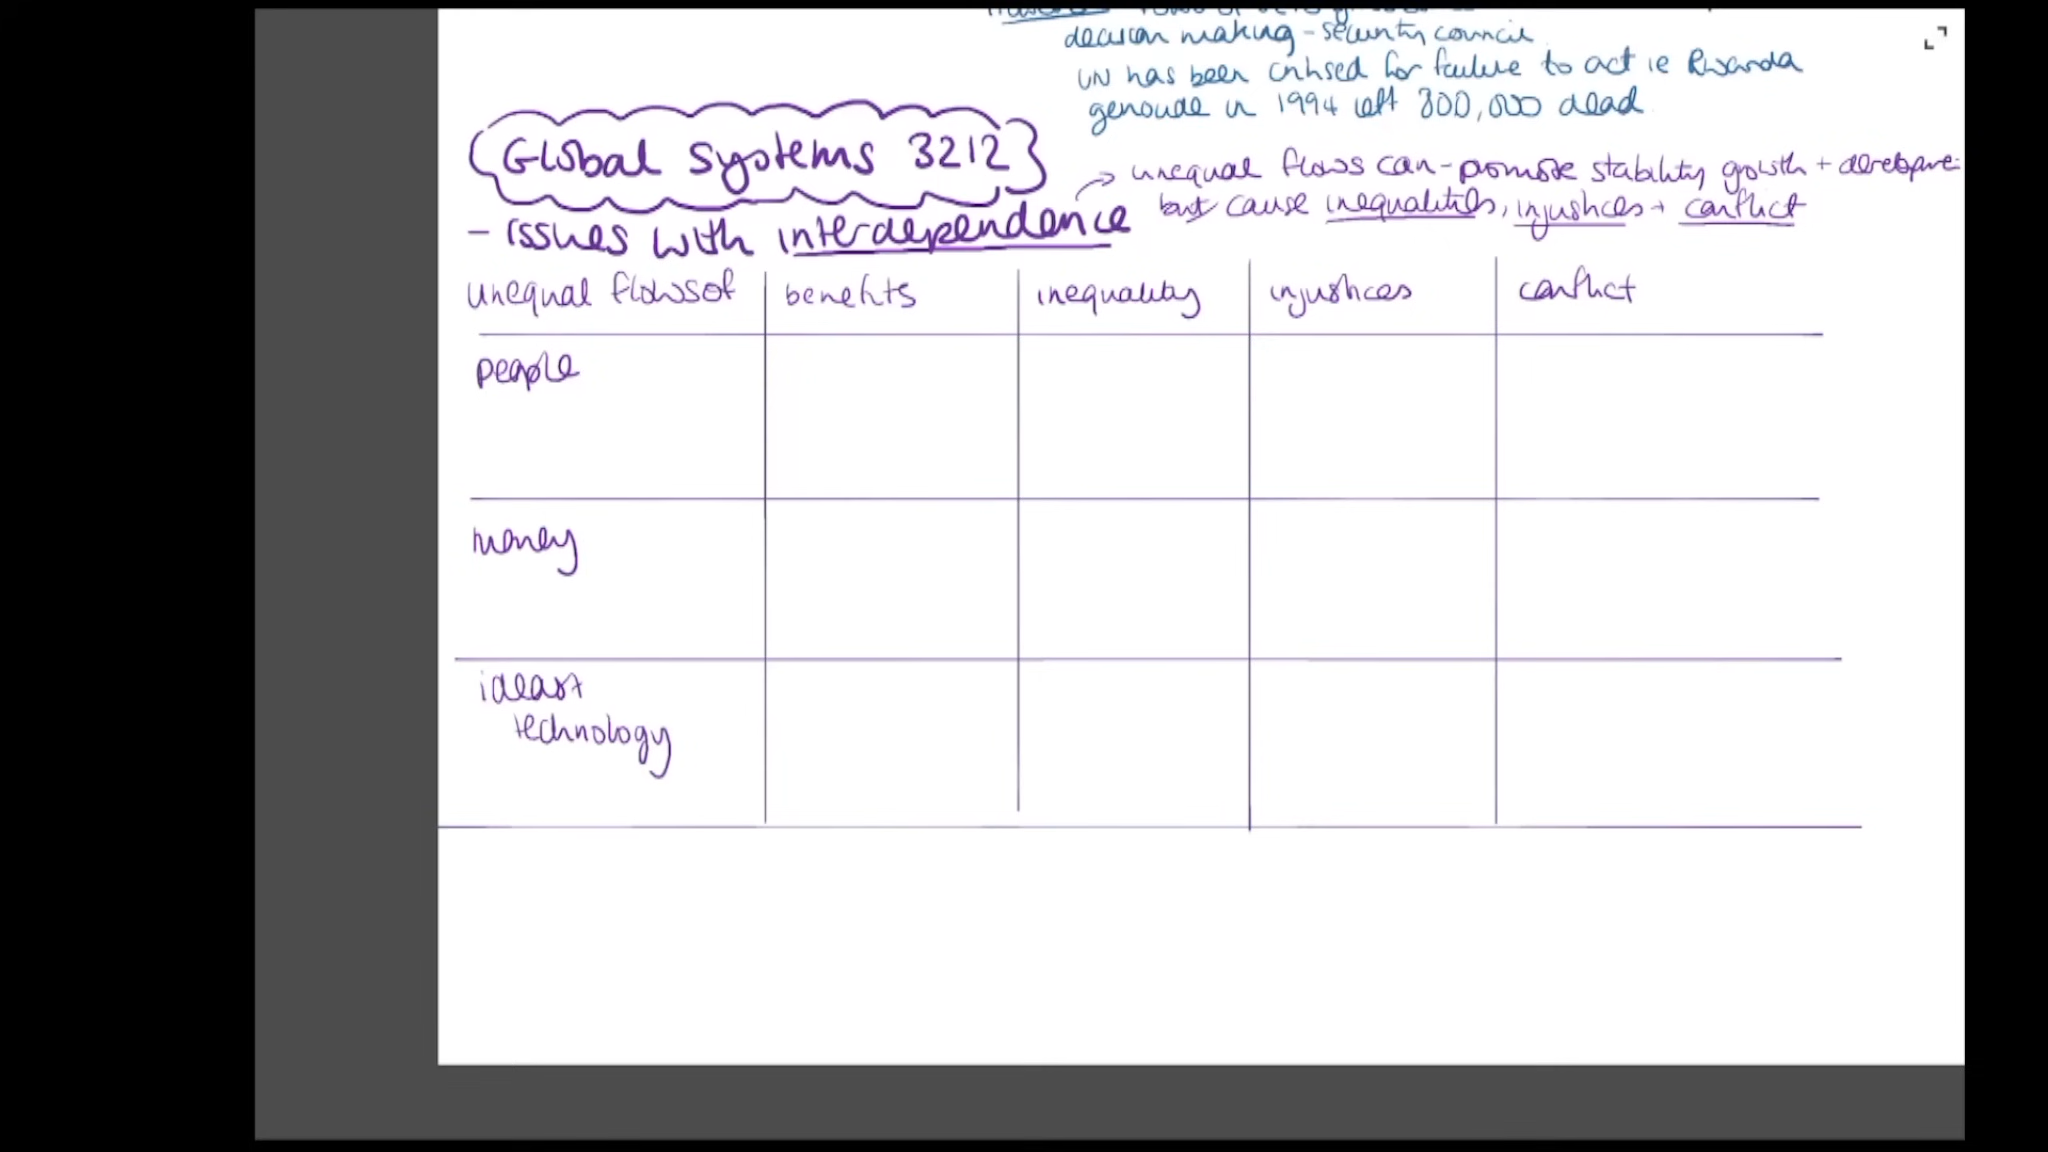 decision making - security council
UN has been critised for failure to act ie Rwanda
genocide in 1994 left 800,000 dead
Global systems 3212
- issues with interdependence
→ unequal flows can - promote stability growth + developme
but cause inequalities, injustices + conflict
unequal flows of benefits inequality injustices conflict
people
money
ideas +
technology